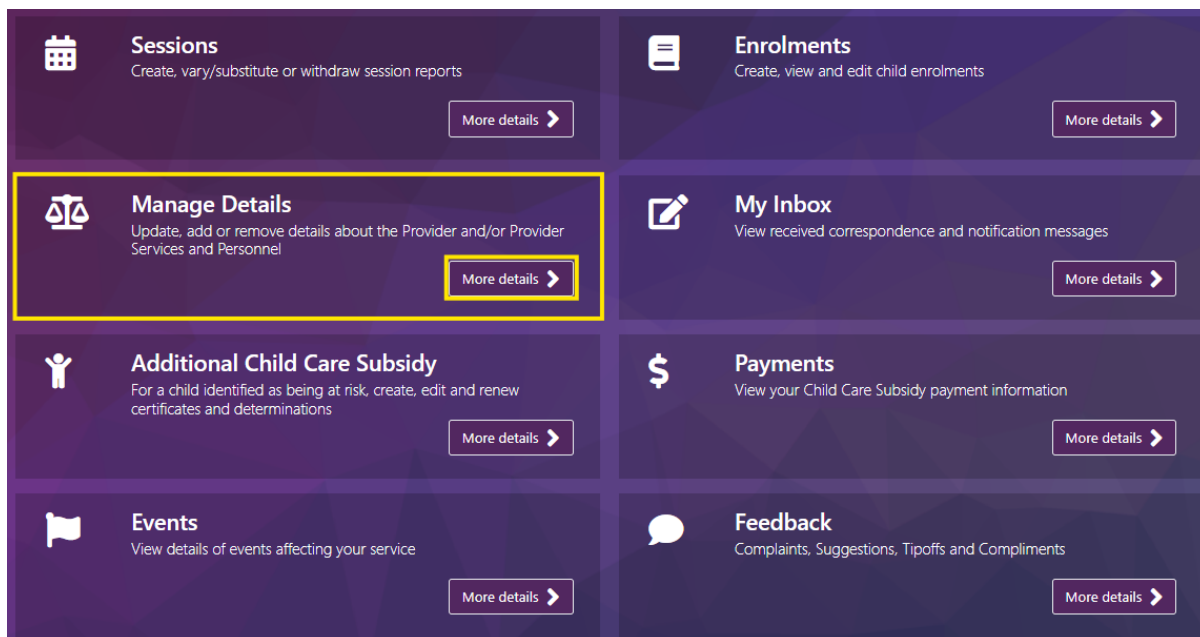 Sessions
Create, vary/substitute or withdraw session reports
More details
Enrolments
Create, view and edit child enrolments
More details
Manage Details
Update, add or remove details about the Provider and/or Provider
Services and Personnel
More details
My Inbox
View received correspondence and notification messages
More details
Additional Child Care Subsidy
For a child identified as being at risk, create, edit and renew
certificates and determinations
More details
Payments
View your Child Care Subsidy payment information
More details
Events
View details of events affecting your service
More details
Feedback
Complaints, Suggestions, Tipoffs and Compliments
More details